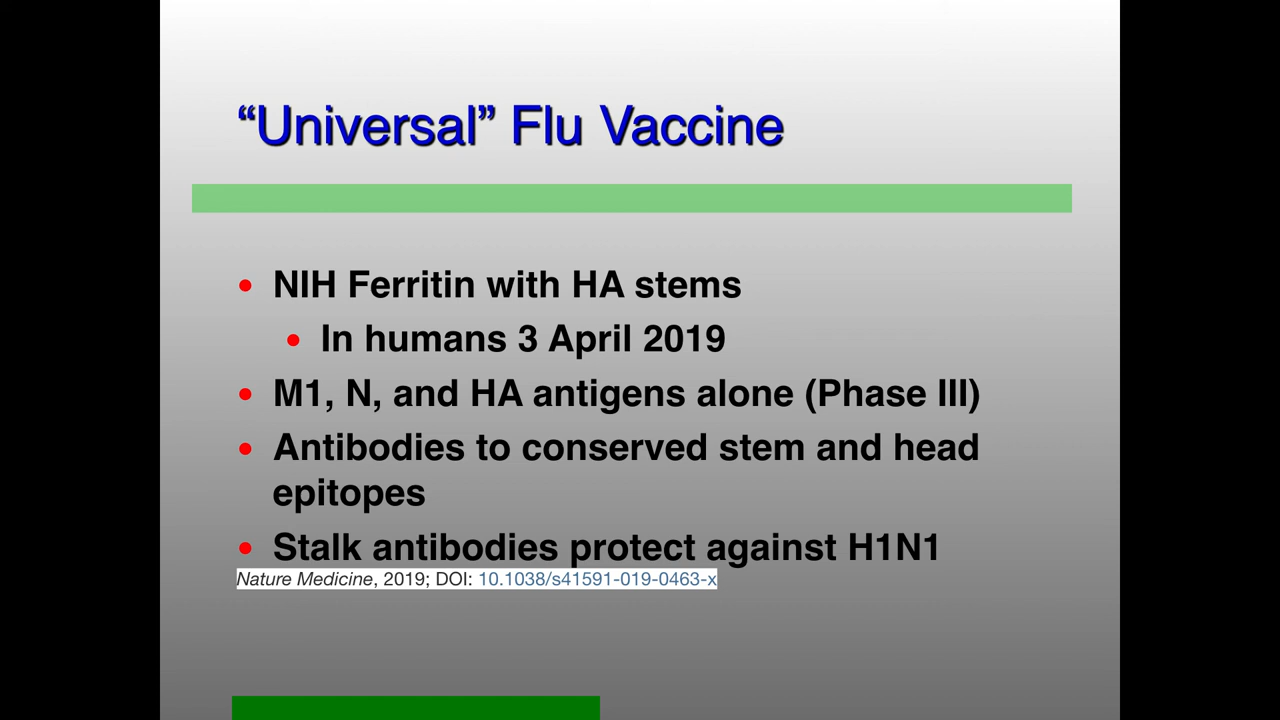 “Universal” Flu Vaccine
• NIH Ferritin with HA stems
• In humans 3 April 2019
• M1, N, and HA antigens alone (Phase III)
• Antibodies to conserved stem and head
epitopes
• Stalk antibodies protect against H1N1
Nature Medicine, 2019; DOI: 10.1038/s41591-019-0463-x